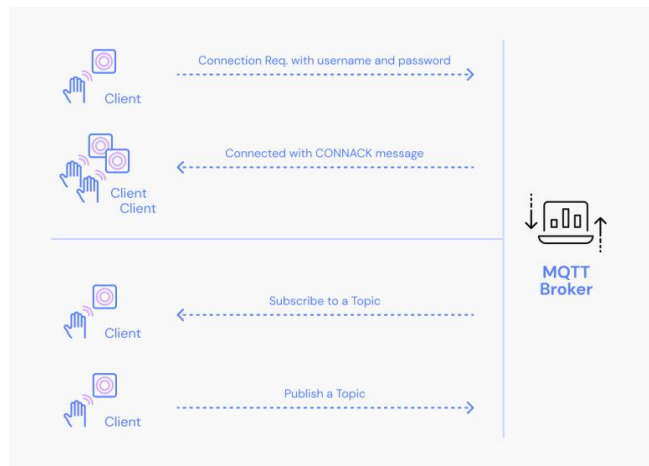 Connection Req. with username and password
Client
Connected with CONNACK message
Client
Client
MQTT
Broker
Subscribe to a Topic
Client
Publish a Topic
Client